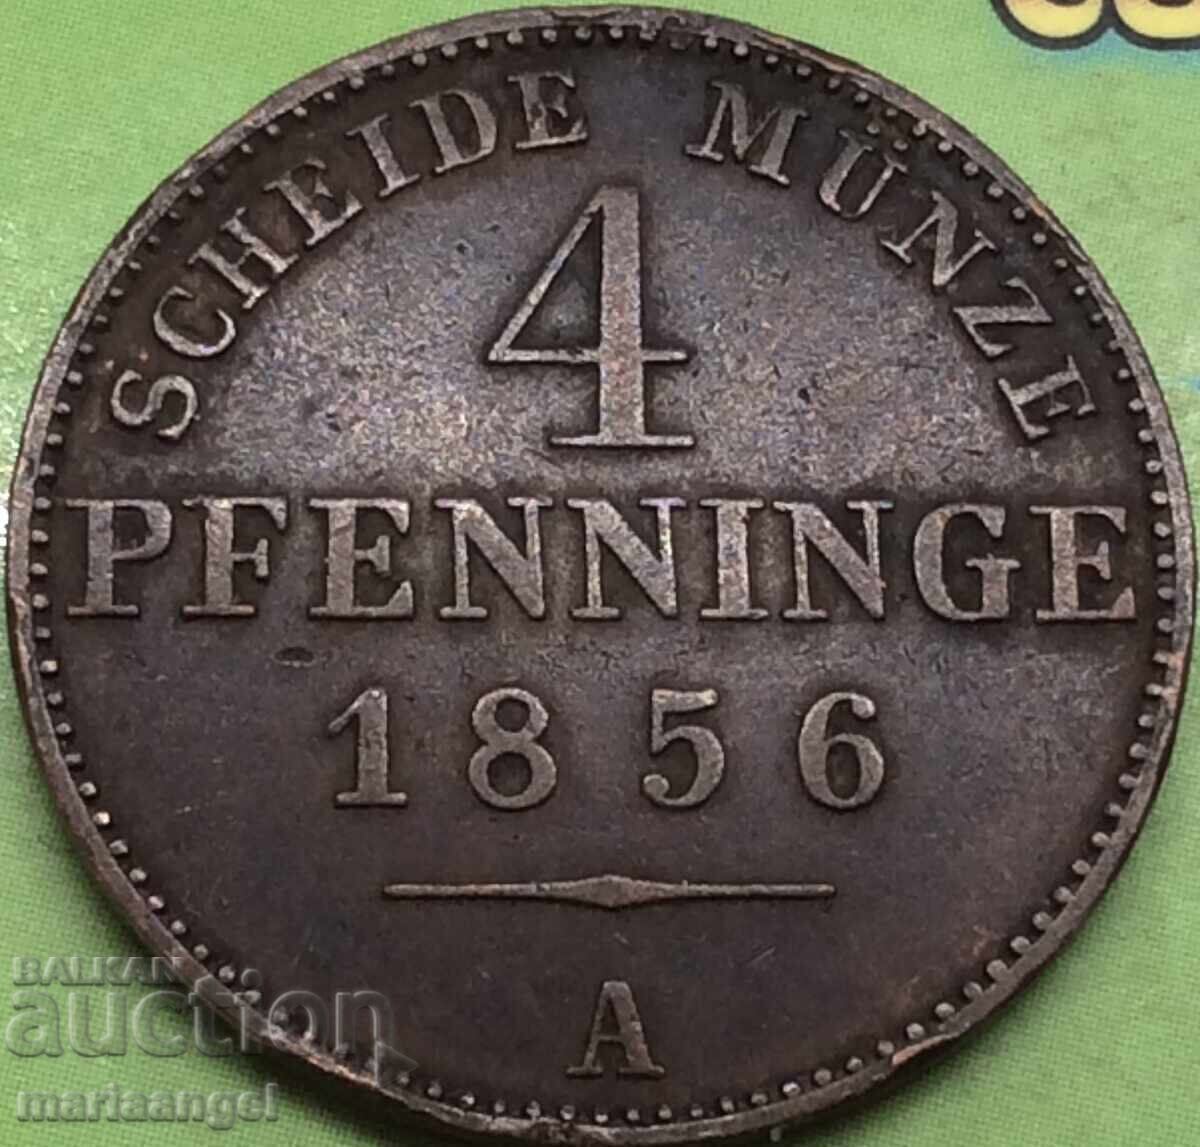 SCHEIDE MÜNZE
4
PFENNINGE
1856
A
BALKAN
auction
mariaangel